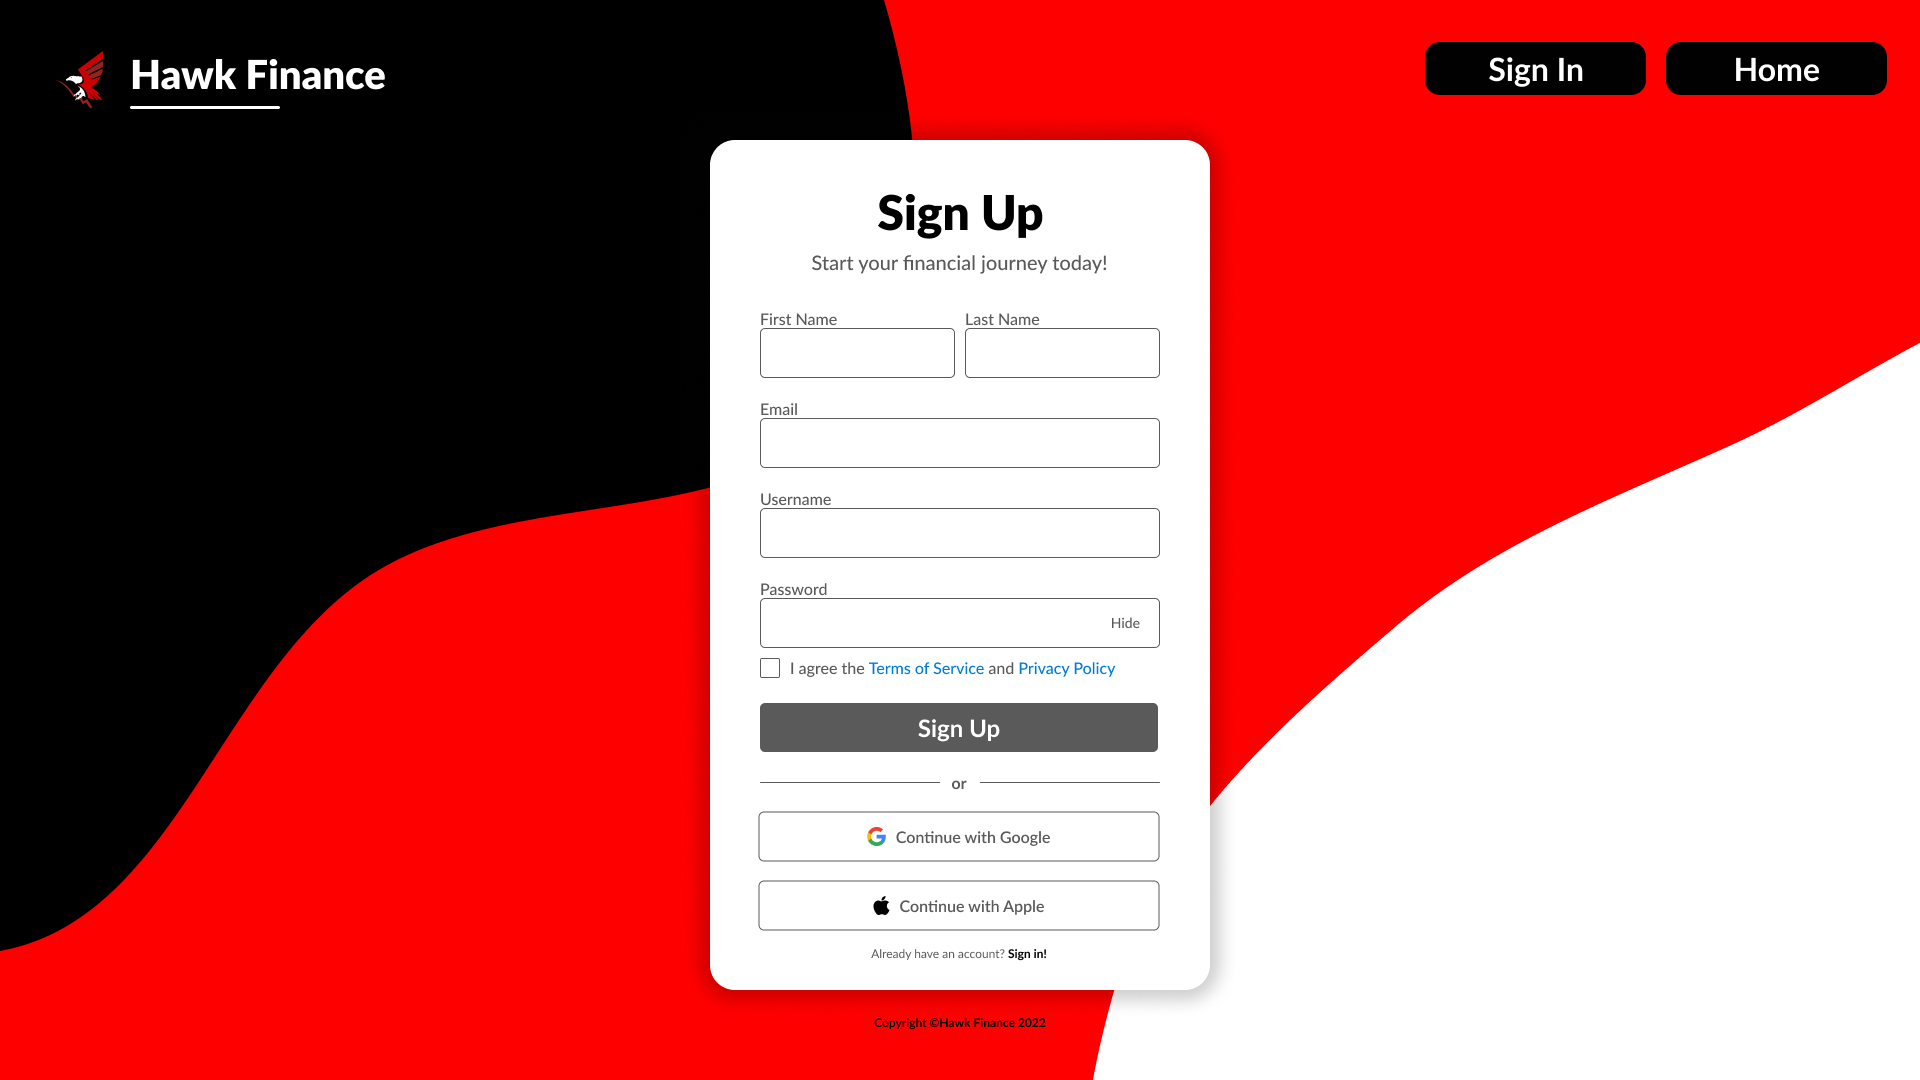 Hawk Finance
Sign In
Home
Sign Up
Start your financial journey today!
First Name
Last Name
Email
Username
Password
Hide
I agree the Terms of Service and Privacy Policy
Sign Up
or
Continue with Google
Continue with Apple
Already have an account? Sign in!
Copyright ©Hawk Finance 2022